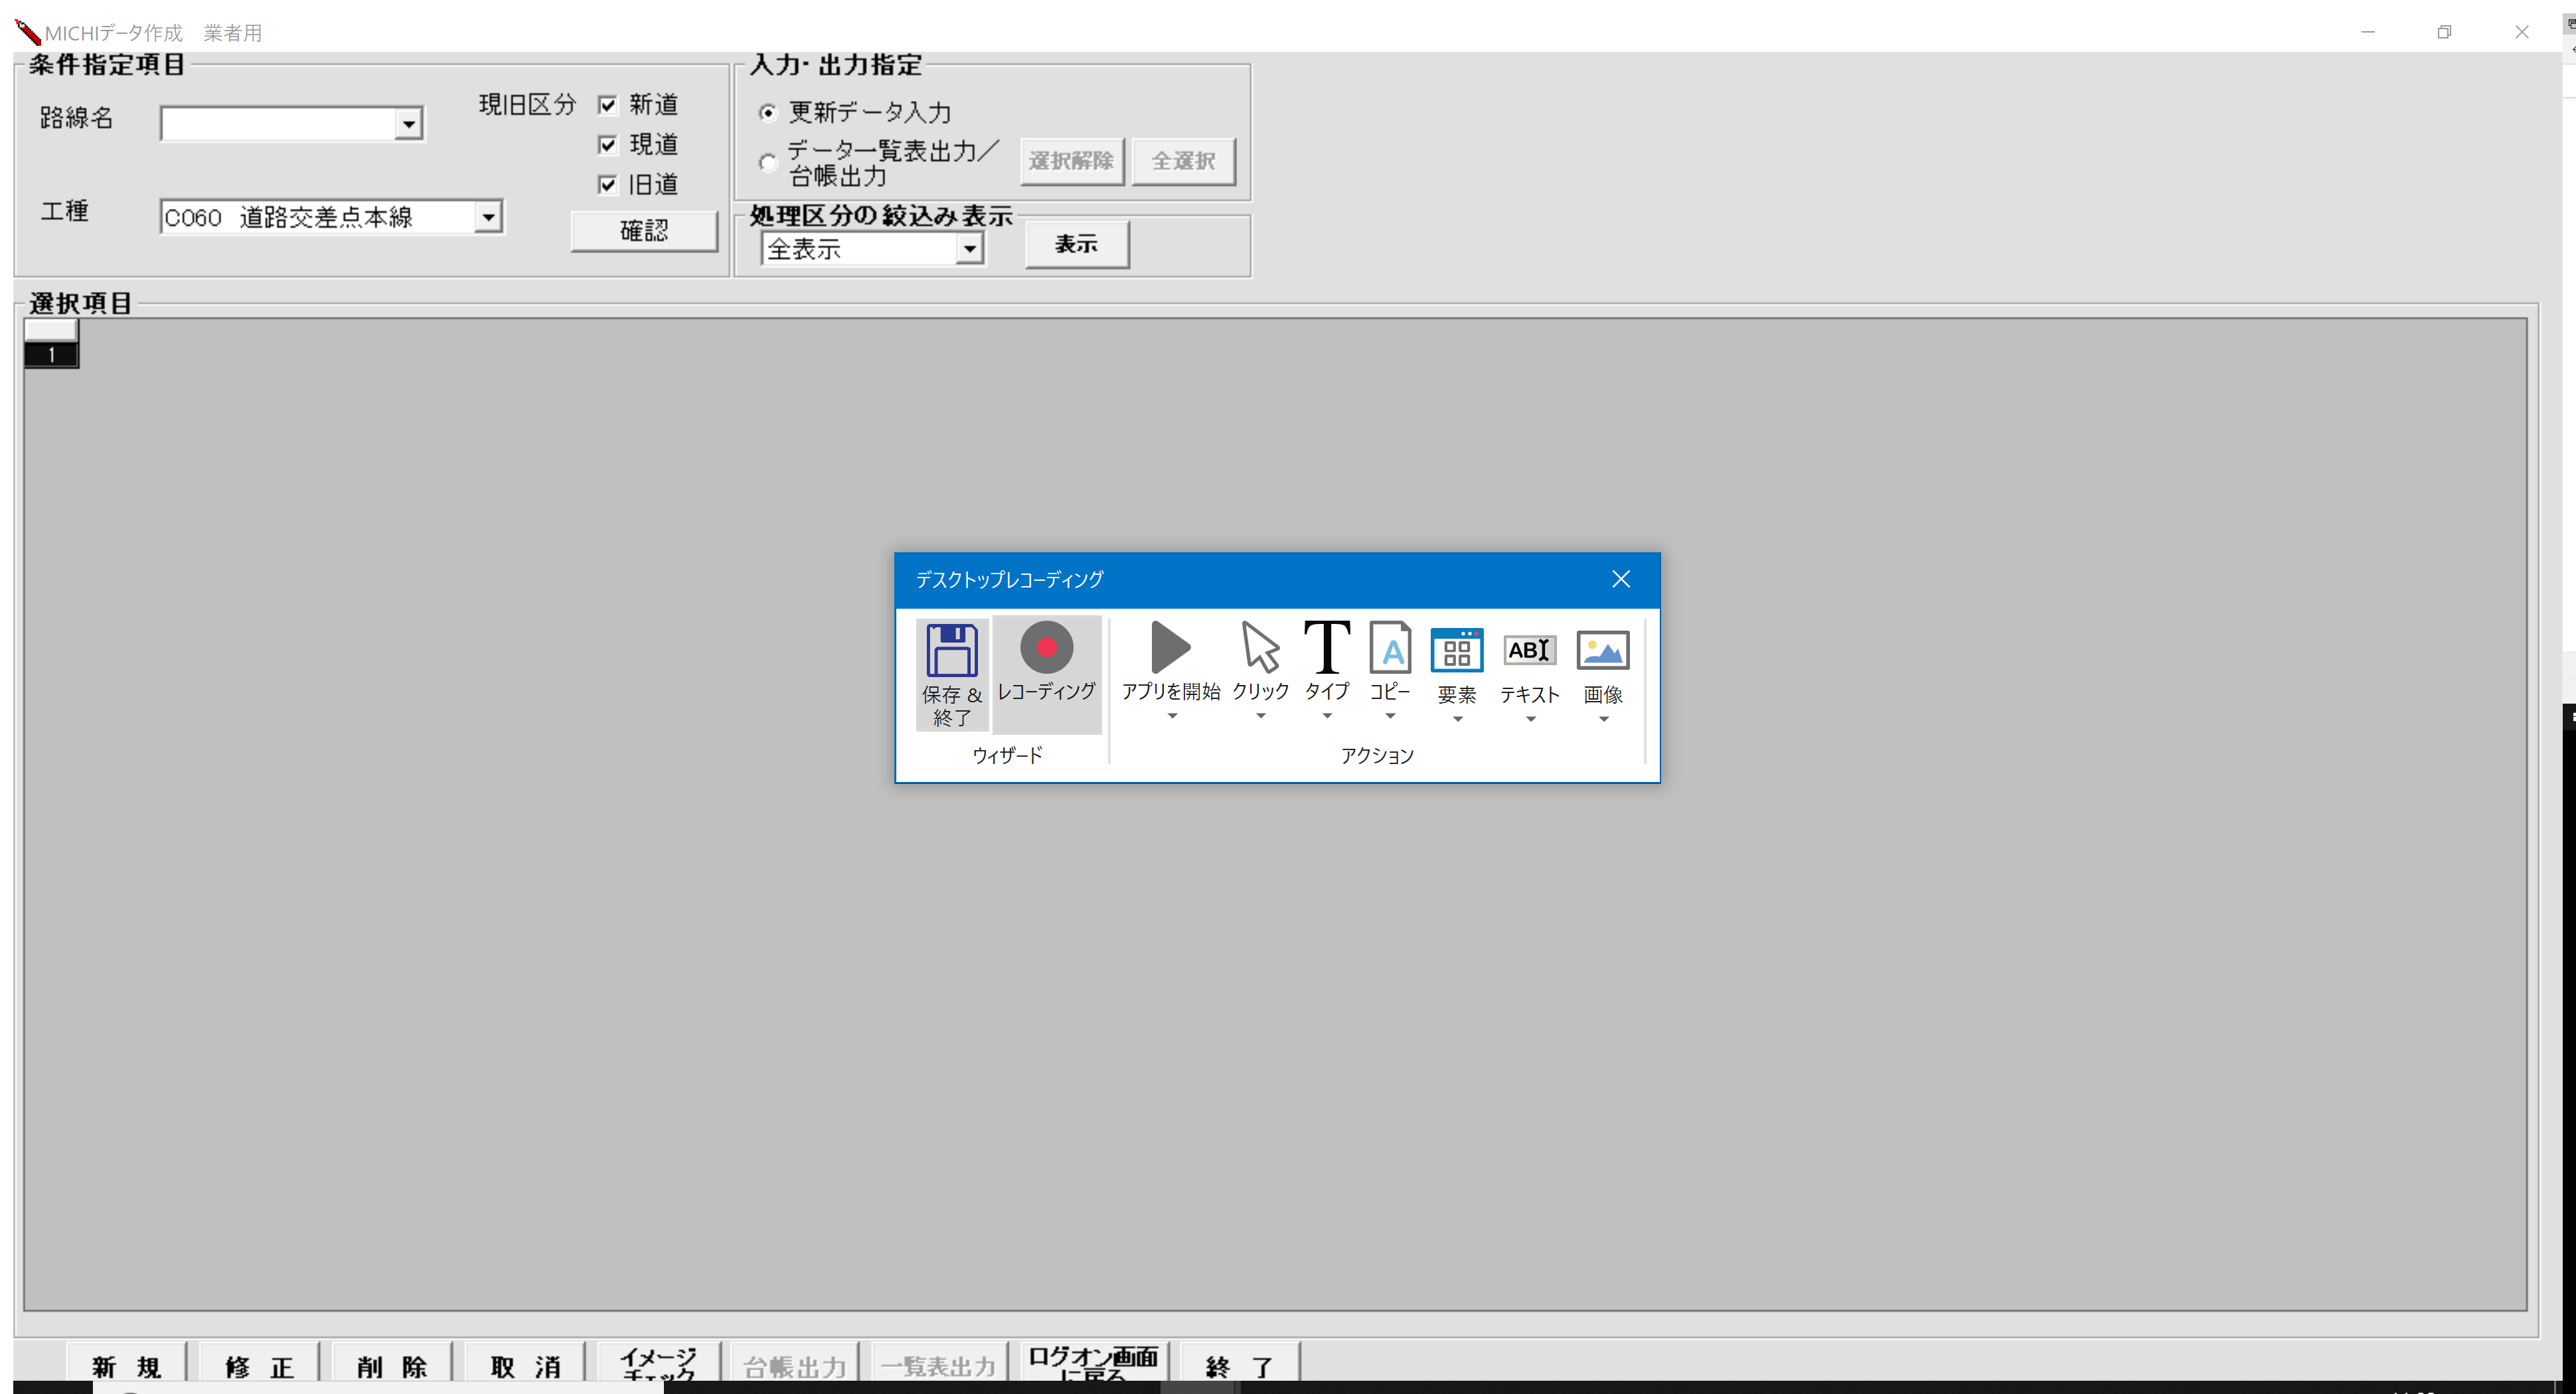 MICHIデータ作成　業者用
条件指定項目
路線名
現旧区分
新道
現道
旧道
工種
C060　道路交差点本線
確認
入力・出力指定
更新データ入力
データ一覧表出力／
台帳出力
選択解除
全選択
処理区分の絞込み表示
全表示
表示
選択項目
1
デスクトップレコーディング
保存 &
終了
レコーディング
アプリを開始
クリック
タイプ
コピー
要素
テキスト
画像
ウィザード
アクション
新　規
修　正
削　除
取　消
イメージ
チェック
台帳出力
一覧表出力
ログオン画面
に戻る
終　了